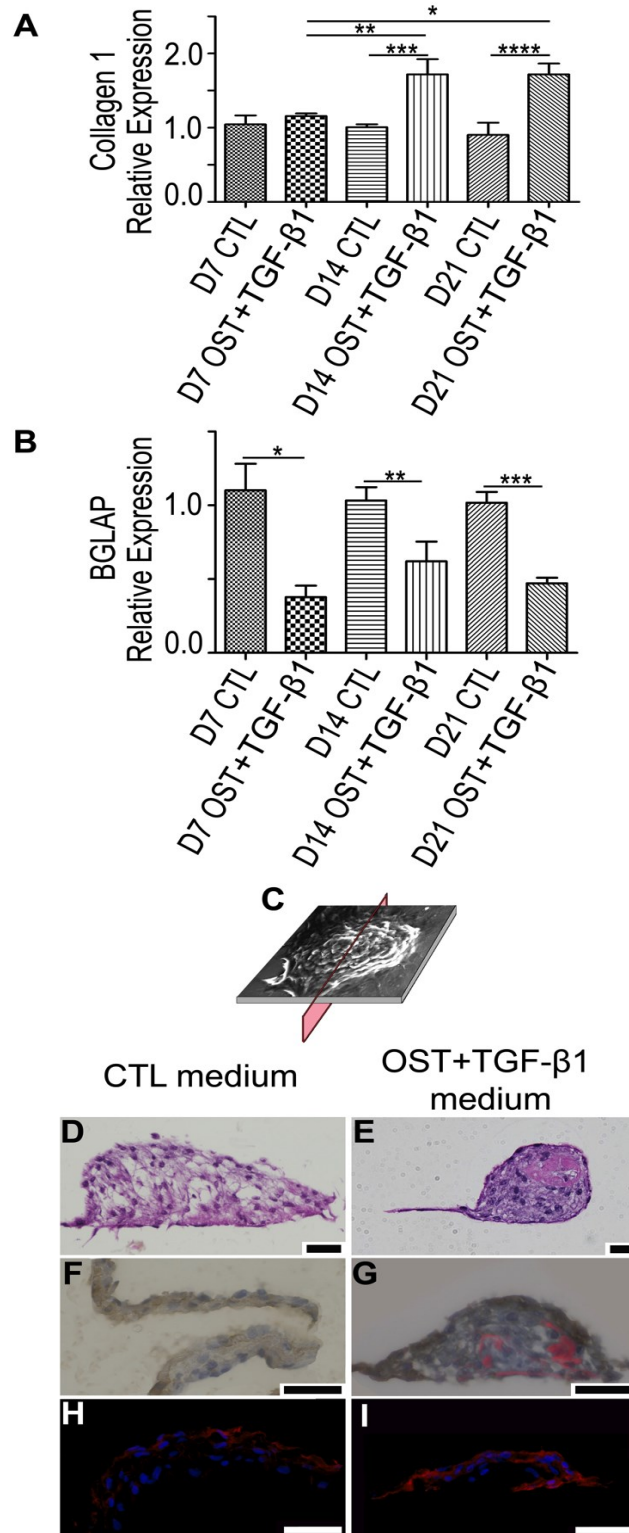 A
*
**
***
****
Collagen 1
Relative Expression
2.0
1.0
0.0
D7 CTL
D7 OST+TGF-β1
D14 CTL
D14 OST+TGF-β1
D21 CTL
D21 OST+TGF-β1
B
*
**
***
BGLAP
Relative Expression
1.0
0.0
D7 CTL
D7 OST+TGF-β1
D14 CTL
D14 OST+TGF-β1
D21 CTL
D21 OST+TGF-β1
C
CTL medium
OST+TGF-β1
medium
D
E
F
G
H
I